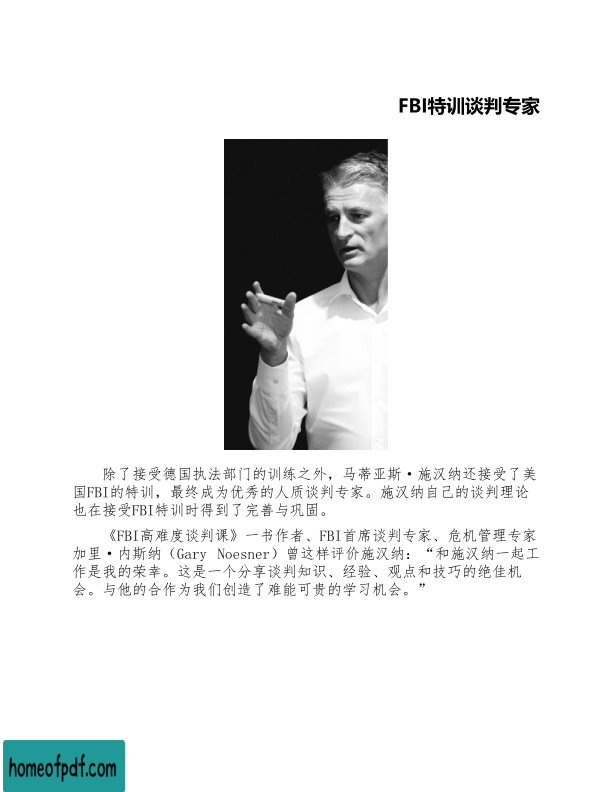 FBI特训谈判专家
除了接受德国执法部门的训练之外，马蒂亚斯·施汉纳还接受了美
国FBI的特训，最终成为优秀的人质谈判专家。施汉纳自己的谈判理论
也在接受FBI特训时得到了完善与巩固。
《FBI高难度谈判课》一书作者、FBI首席谈判专家、危机管理专家
加里·内斯纳（Gary Noesner）曾这样评价施汉纳：“和施汉纳一起工
作是我的荣幸。这是一个分享谈判知识、经验、观点和技巧的绝佳机
会。与他的合作为我们创造了难能可贵的学习机会。”
homeofpdf.com